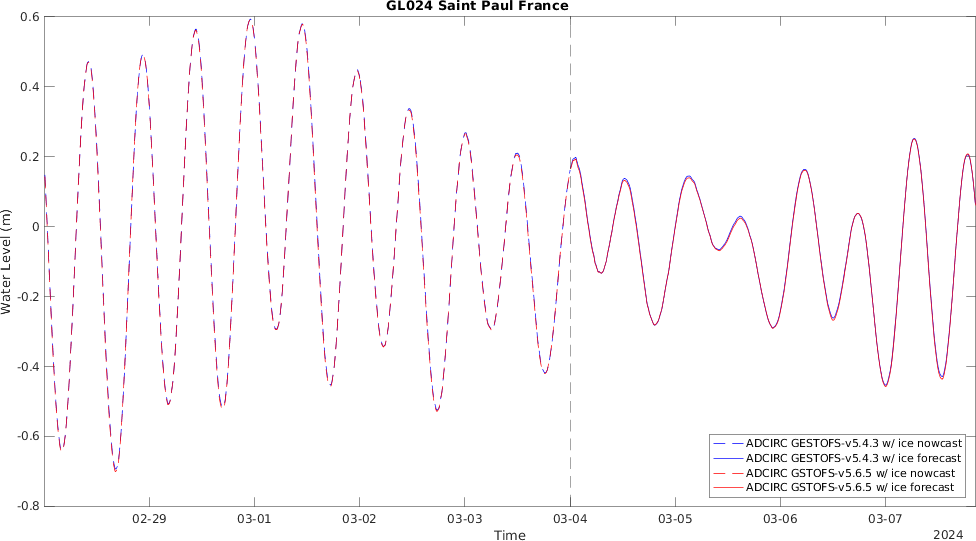 GL024 Saint Paul France
0.6
0.4
0.2
0
-0.2
-0.4
-0.6
-0.8
Water Level (m)
02-29 03-01 03-02 03-03 03-04 03-05 03-06 03-07
Time
2024
ADCIRC GESTOFS-v5.4.3 w/ ice nowcast
ADCIRC GESTOFS-v5.4.3 w/ ice forecast
ADCIRC GSTOFS-v5.6.5 w/ ice nowcast
ADCIRC GSTOFS-v5.6.5 w/ ice forecast